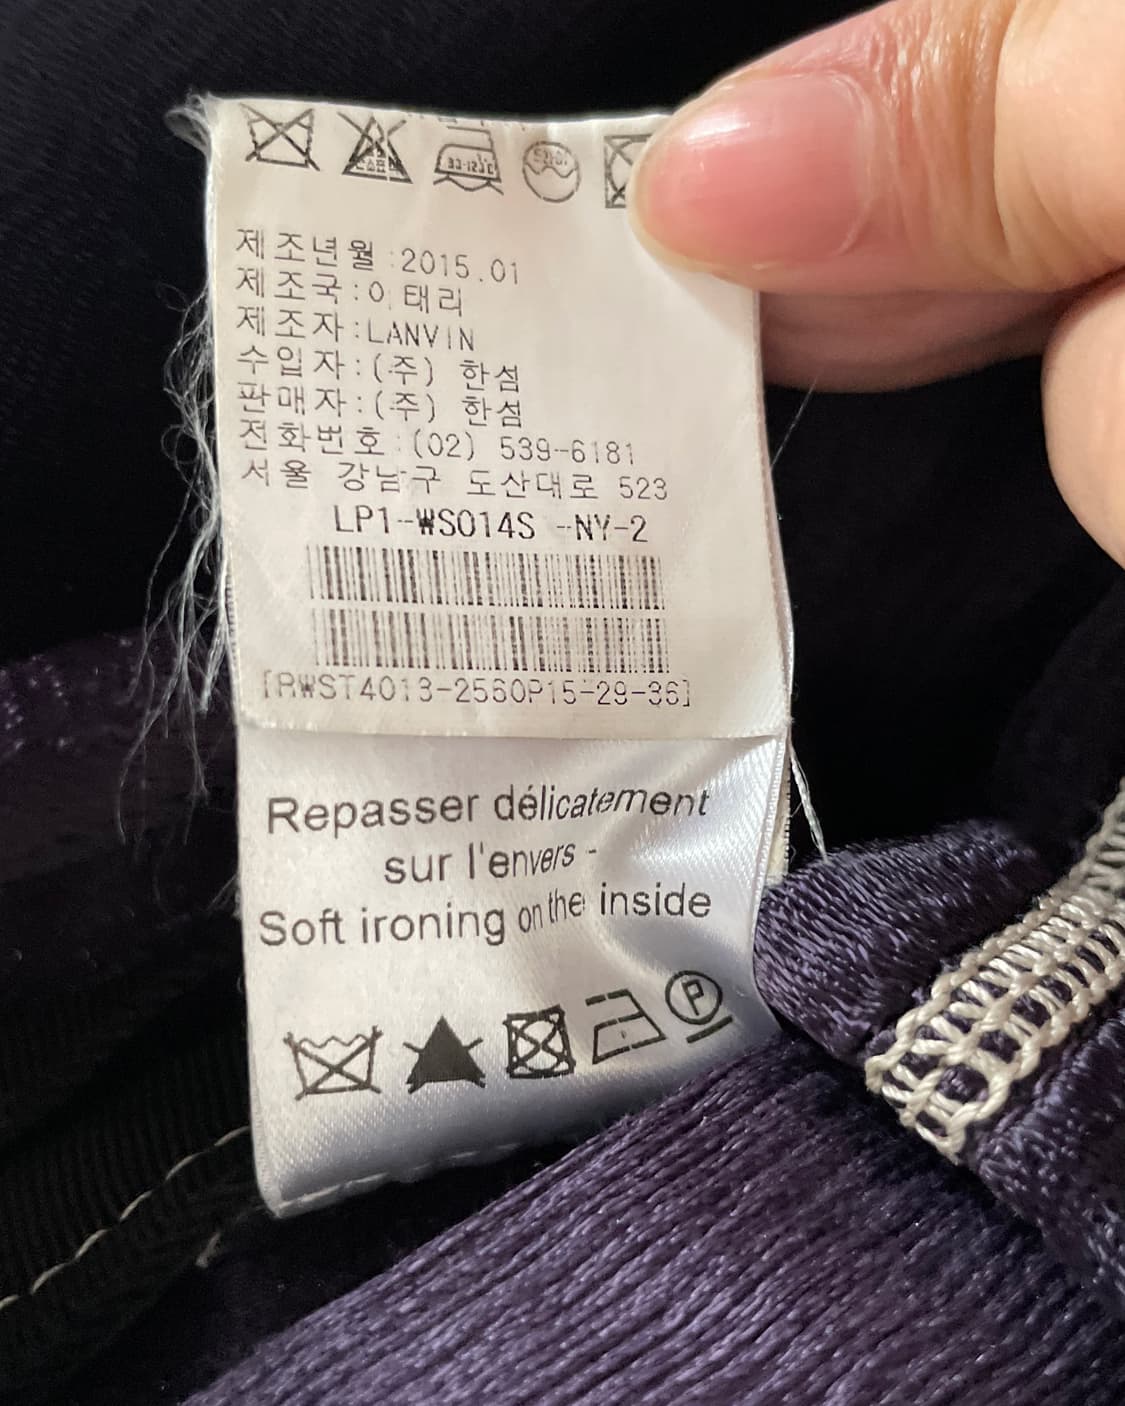 제조년월:2015.01
제조국:이태리
제조자:LANVIN
수입자:(주) 한섬
판매자:(주) 한섬
전화번호:(02) 539-6181
서울 강남구 도산대로 523
LP1-₩S014S -NY-2
[RWST4013-2560P15-29-36]
Repasser délicatement
sur l'envers -
Soft ironing on the inside
P